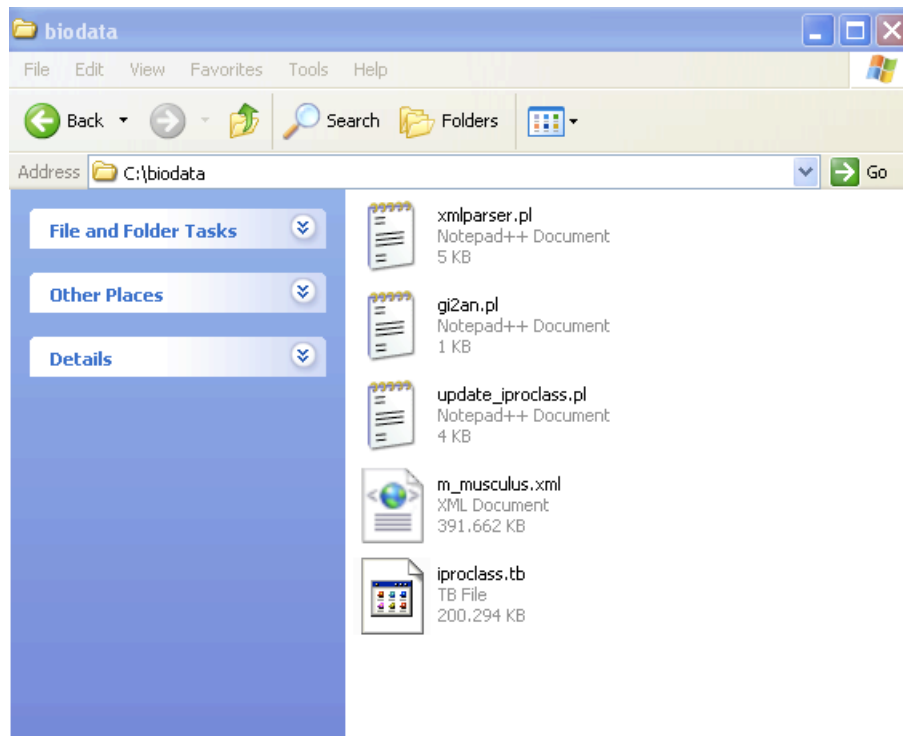 biodata
File Edit View Favorites Tools Help
Back Search Folders
Address C:\biodata Go
File and Folder Tasks
Other Places
Details
xmlparser.pl
Notepad++ Document
5 KB
gi2an.pl
Notepad++ Document
1 KB
update_iproclass.pl
Notepad++ Document
4 KB
m_musculus.xml
XML Document
391.662 KB
iproclass.tb
TB File
200.294 KB